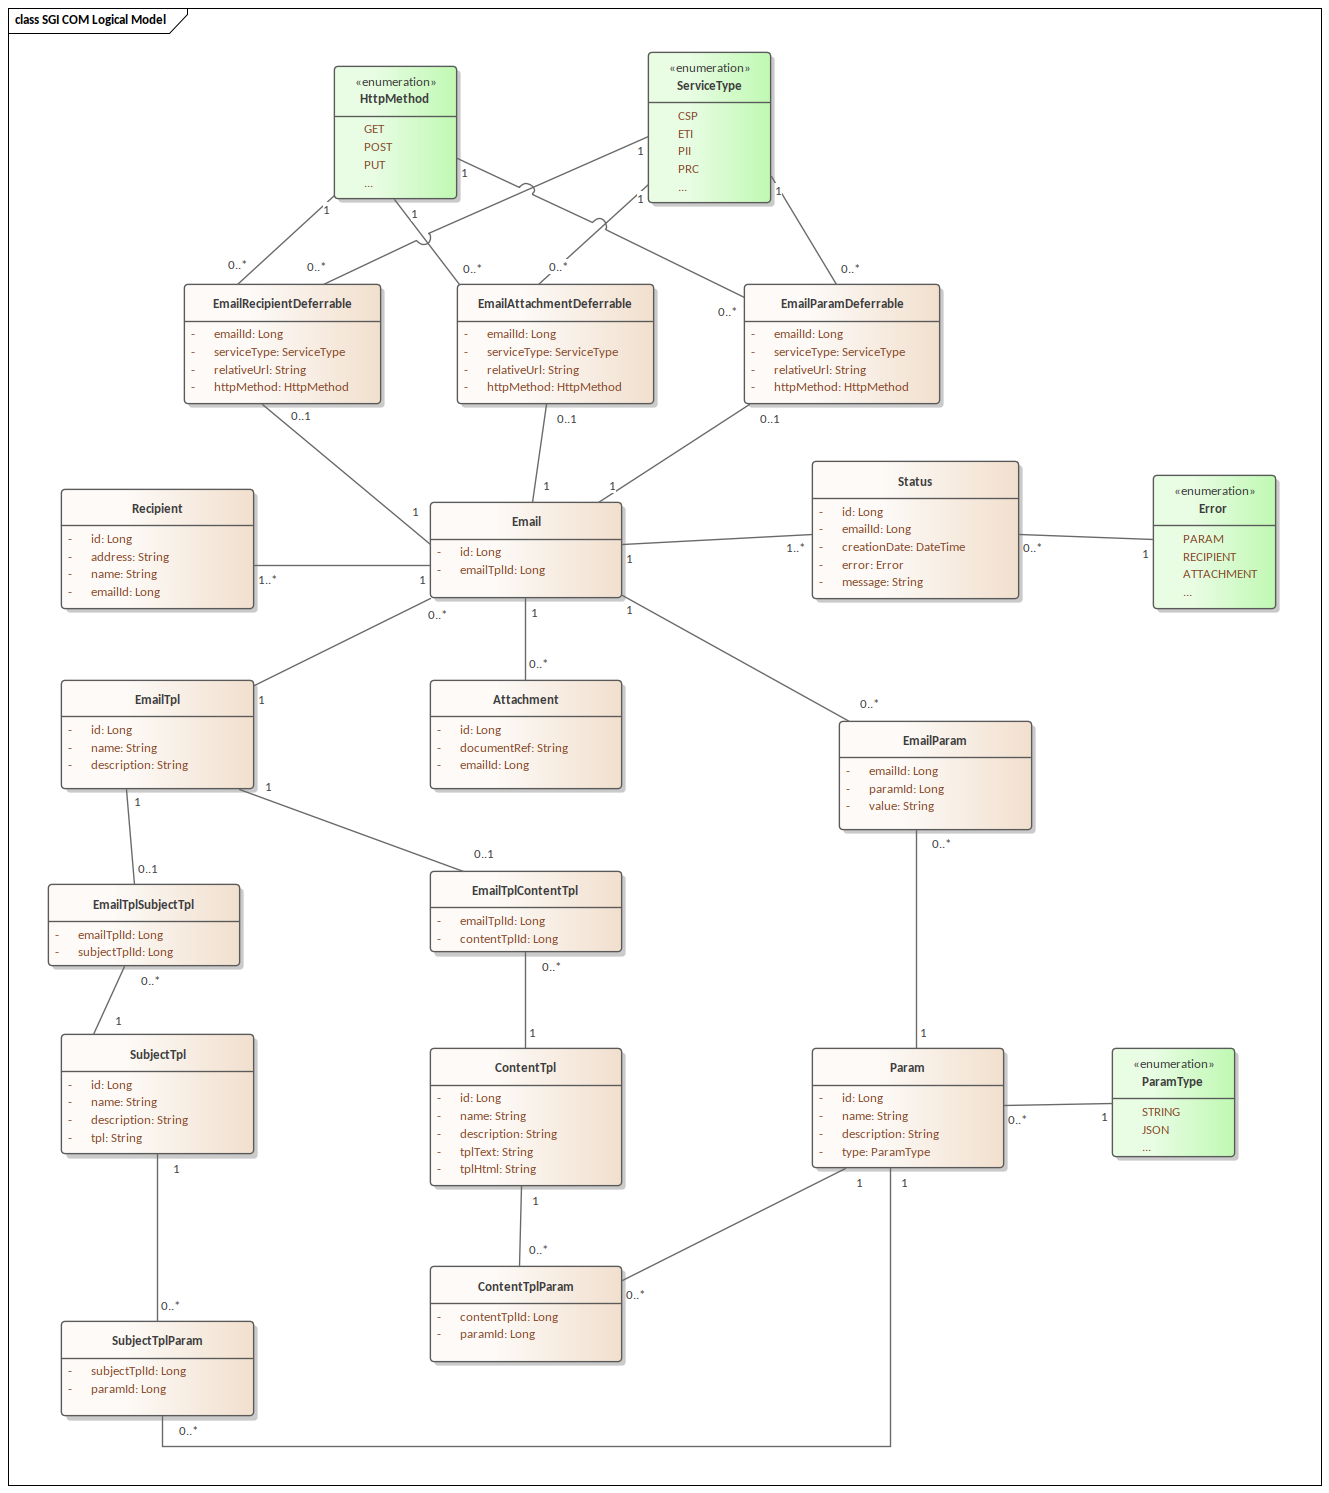 class SGI COM Logical Model
«enumeration»
HttpMethod
GET
POST
PUT
...
«enumeration»
ServiceType
CSP
ETI
PII
PRC
...
1
1
1
1
1
1
0..*
0..*
0..*
0..*
0..*
0..*
EmailRecipientDeferrable
- emailId: Long
- serviceType: ServiceType
- relativeUrl: String
- httpMethod: HttpMethod
EmailAttachmentDeferrable
- emailId: Long
- serviceType: ServiceType
- relativeUrl: String
- httpMethod: HttpMethod
EmailParamDeferrable
- emailId: Long
- serviceType: ServiceType
- relativeUrl: String
- httpMethod: HttpMethod
0..1
0..1
0..1
1
1
1
Recipient
- id: Long
- address: String
- name: String
- emailId: Long
1..*
1
Email
- id: Long
- emailTplId: Long
1
1..*
Status
- id: Long
- emailId: Long
- creationDate: DateTime
- error: Error
- message: String
0..*
1
«enumeration»
Error
PARAM
RECIPIENT
ATTACHMENT
...
0..*
1
1
1
0..*
0..*
EmailTpl
- id: Long
- name: String
- description: String
Attachment
- id: Long
- documentRef: String
- emailId: Long
EmailParam
- emailId: Long
- paramId: Long
- value: String
1
1
0..1
0..1
0..*
EmailTplSubjectTpl
- emailTplId: Long
- subjectTplId: Long
EmailTplContentTpl
- emailTplId: Long
- contentTplId: Long
0..*
0..*
1
1
1
SubjectTpl
- id: Long
- name: String
- description: String
- tpl: String
ContentTpl
- id: Long
- name: String
- description: String
- tplText: String
- tplHtml: String
Param
- id: Long
- name: String
- description: String
- type: ParamType
0..*
1
«enumeration»
ParamType
STRING
JSON
...
1
1
1
1
0..*
0..*
0..*
ContentTplParam
- contentTplId: Long
- paramId: Long
SubjectTplParam
- subjectTplId: Long
- paramId: Long
0..*